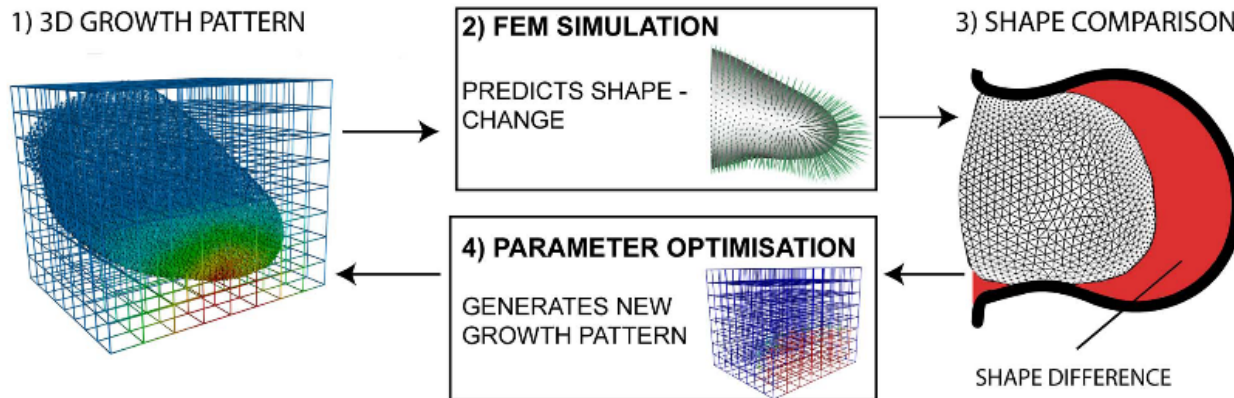 1) 3D GROWTH PATTERN
2) FEM SIMULATION
PREDICTS SHAPE -
CHANGE
3) SHAPE COMPARISON
4) PARAMETER OPTIMISATION
GENERATES NEW
GROWTH PATTERN
SHAPE DIFFERENCE